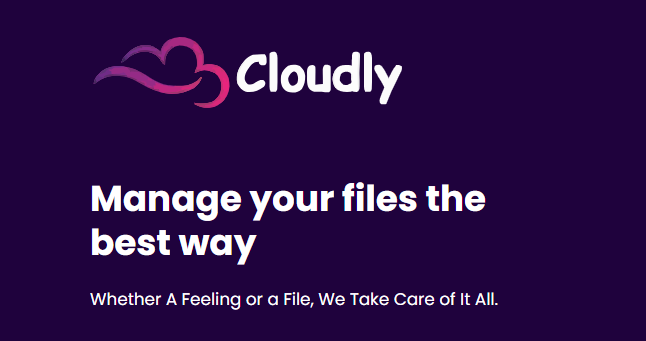 Cloudly
Manage your files the
best way
Whether A Feeling or a File, We Take Care of It All.